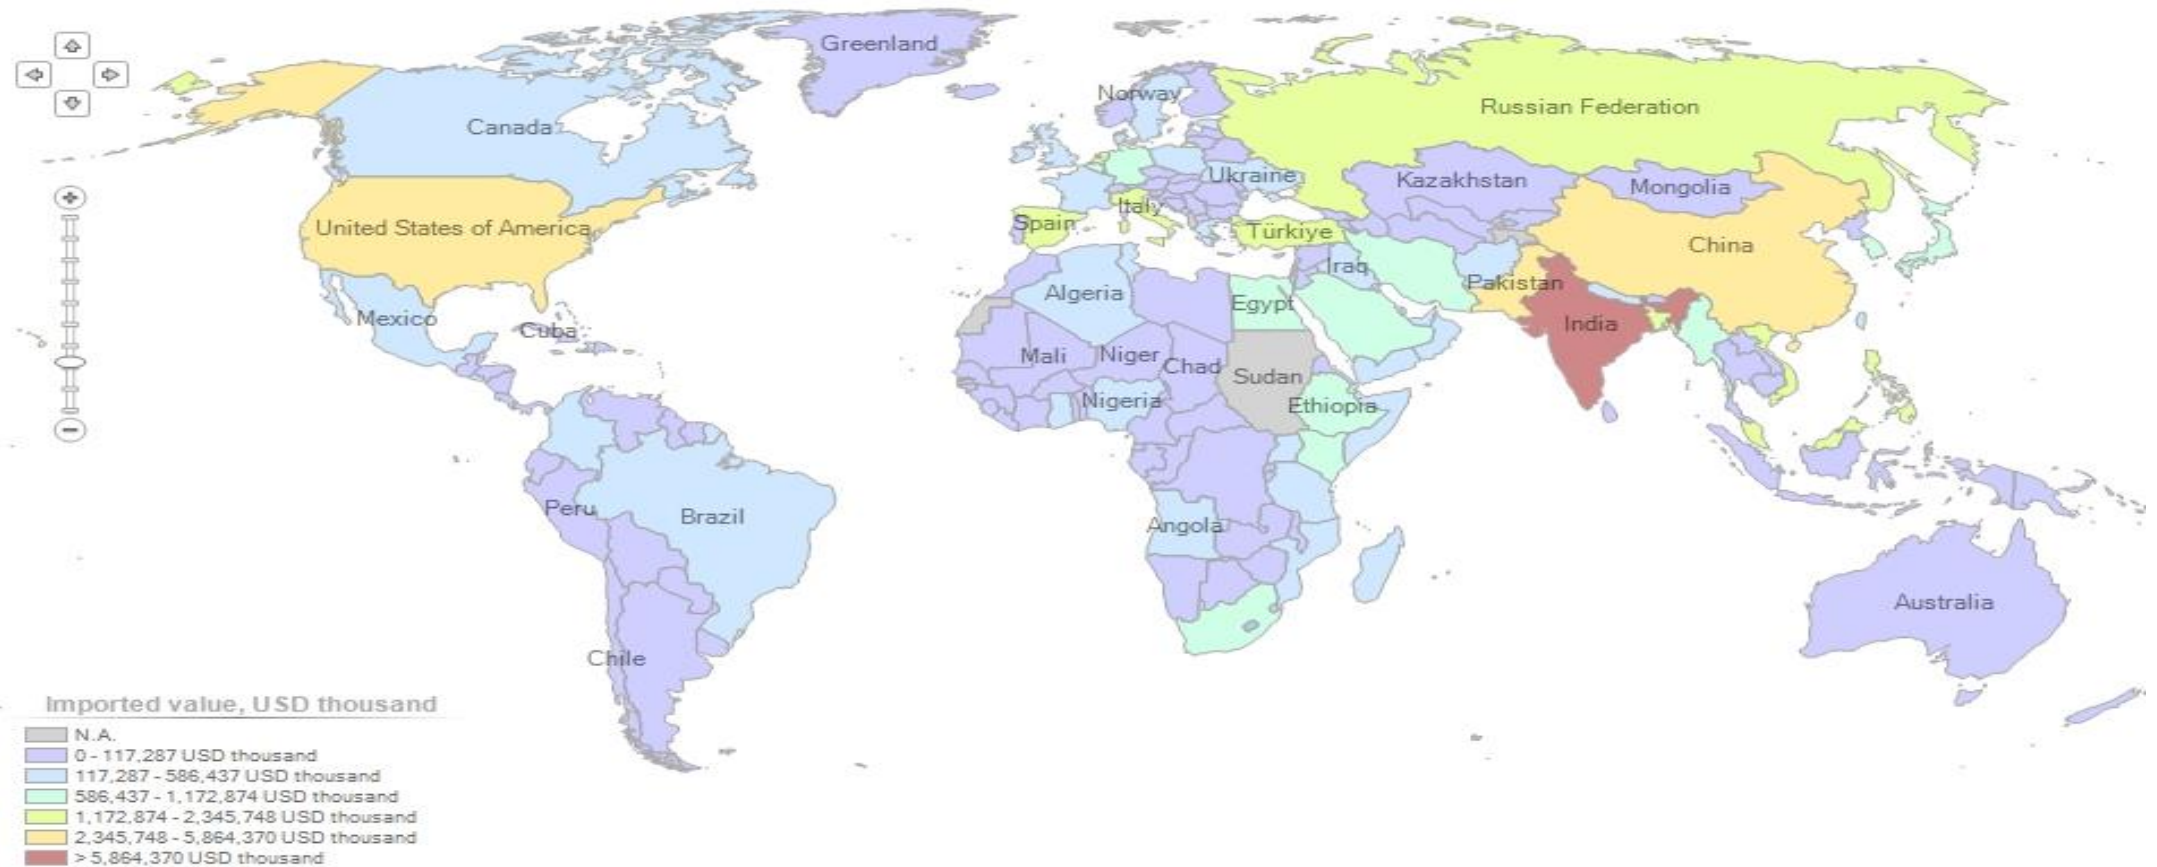 Greenland
Norway
Russian Federation
Canada
Ukraine
Kazakhstan
Mongolia
Italy
Spain
Türkiye
United States of America
China
Iraq
Pakistan
Algeria
Egypt
India
Mexico
Cuba
Mali
Niger
Chad
Sudan
Nigeria
Ethiopia
Peru
Brazil
Angola
Australia
Chile
Imported value, USD thousand
N.A.
0 - 117,287 USD thousand
117,287 - 586,437 USD thousand
586,437 - 1,172,874 USD thousand
1,172,874 - 2,345,748 USD thousand
2,345,748 - 5,864,370 USD thousand
> 5,864,370 USD thousand